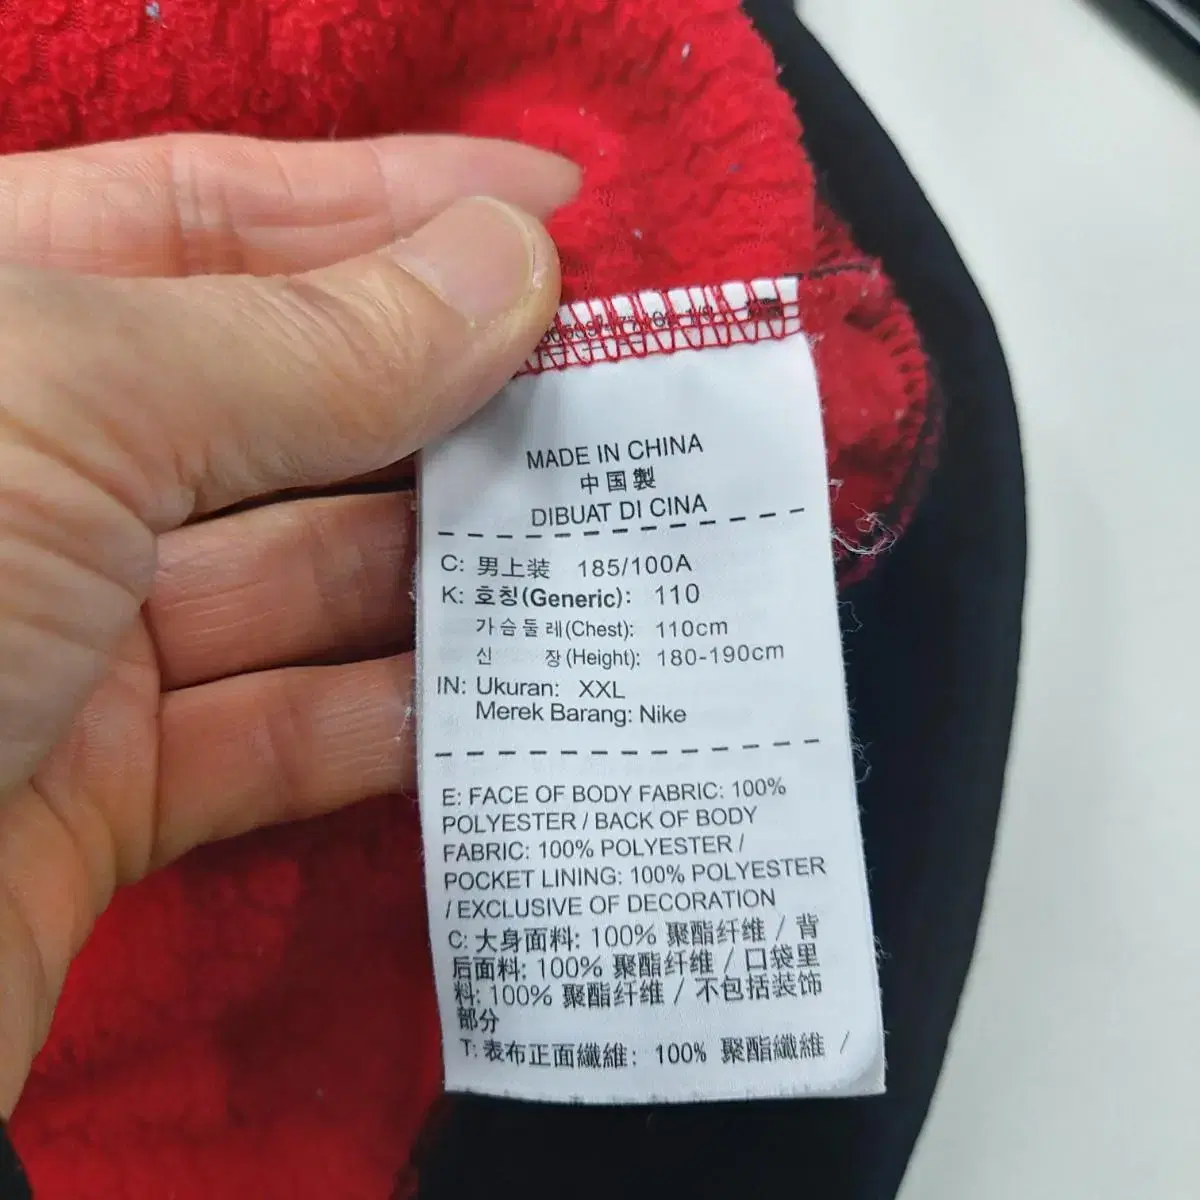 MADE IN CHINA
中国製
DIBUAT DI CINA
C: 男上装 185/100A
K: 호칭(Generic): 110
가슴둘레(Chest): 110cm
신 장(Height): 180-190cm
IN: Ukuran: XXL
Merek Barang: Nike
E: FACE OF BODY FABRIC: 100%
POLYESTER / BACK OF BODY
FABRIC: 100% POLYESTER /
POCKET LINING: 100% POLYESTER
/ EXCLUSIVE OF DECORATION
C: 大身面料: 100% 聚酯纤维 / 背
后面料: 100% 聚酯纤维 / 口袋里
料: 100% 聚酯纤维 / 不包括装饰
部分
T: 表布正面纖維: 100% 聚酯纖維 /